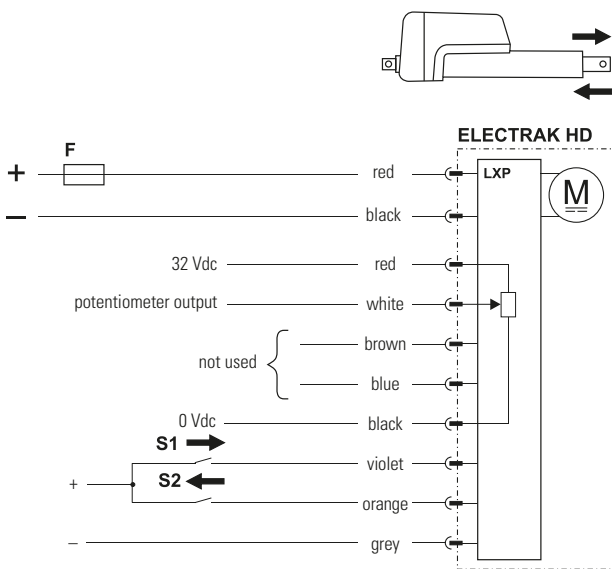 ELECTRAK HD
F
+ red LXP
M
− black
32 Vdc red
potentiometer output white
brown
not used
blue
0 Vdc black
S1
violet
S2
+
orange
− grey